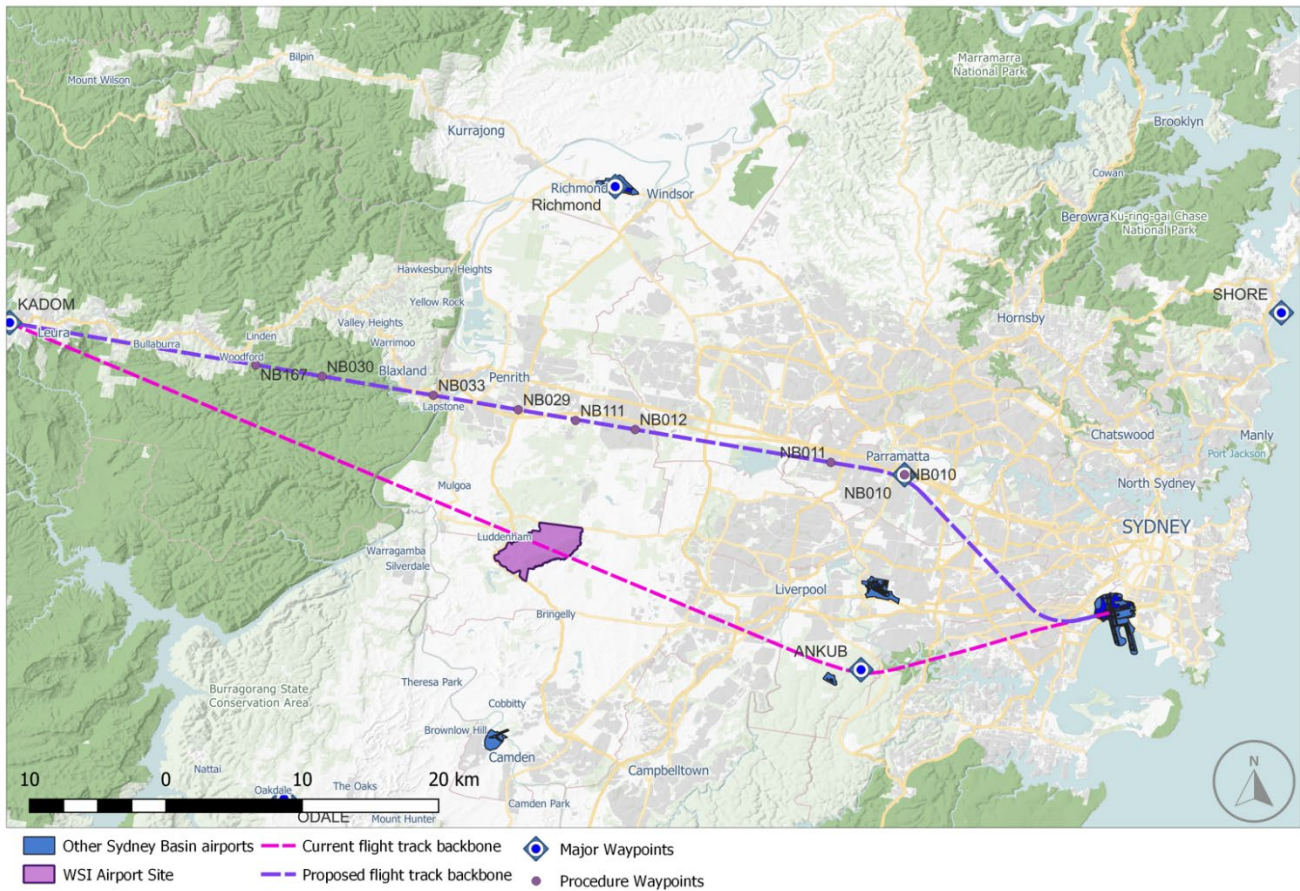 Marramarra
National Park
Bilpin
Mount Wilson
Brooklyn
Kurrajong
Cowan
Richmond
Windsor
Richmond
Berowra
Ku-ring-gai Chase
National Park
Hawkesbury Heights
Yellow Rock
SHORE
KADOM
Leura
Linden
Valley Heights
Hornsby
Bullaburra
Warrimoo
Woodford
NB167
NB030
Blaxland
Penrith
NB033
Lapstone
NB029
NB111
NB012
Chatswood
Manly
Port Jackson
NB011
Parramatta
NB010
NB010
North Sydney
Mulgoa
SYDNEY
Luddenham
Warragamba
Silverdale
Liverpool
Bringelly
ANKUB
Theresa Park
Burragorang State
Conservation Area
Cobbitty
Brownlow Hill
Camden
Nattai
Campbelltown
N
10 0 10 20 km
Oakdale
The Oaks
Camden Park
ODALE
Mount Hunter
Other Sydney Basin airports
Current flight track backbone
Major Waypoints
WSI Airport Site
Proposed flight track backbone
Procedure Waypoints